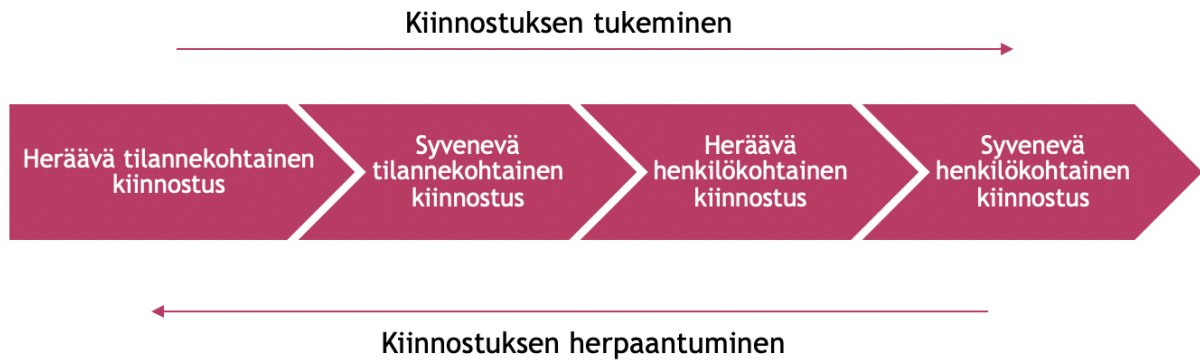 Kiinnostuksen tukeminen
Heräävä tilannekohtainen
kiinnostus
Syvenevä
tilannekohtainen
kiinnostus
Heräävä
henkilökohtainen
kiinnostus
Syvenevä
henkilökohtainen
kiinnostus
Kiinnostuksen herpaantuminen